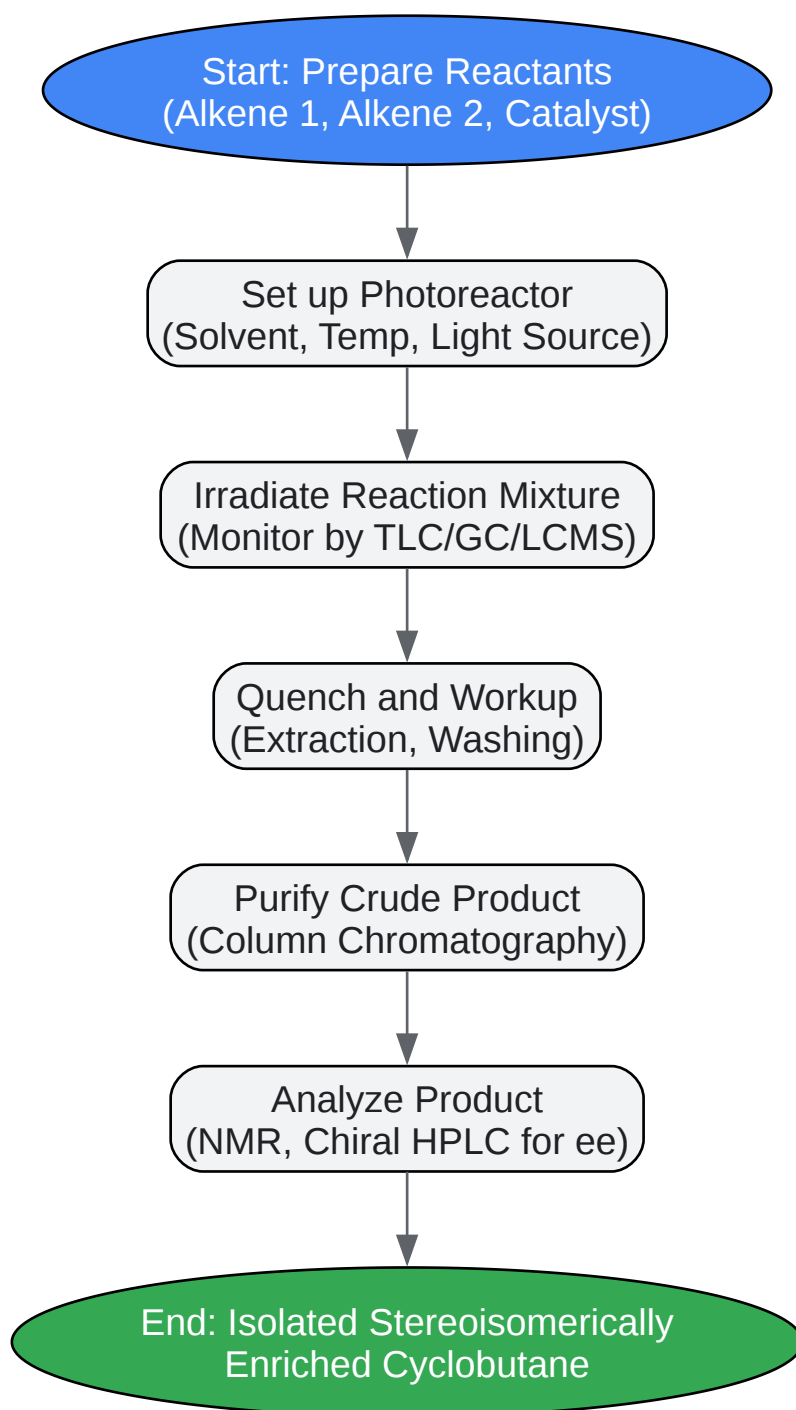 Start: Prepare Reactants
(Alkene 1, Alkene 2, Catalyst)
Set up Photoreactor
(Solvent, Temp, Light Source)
Irradiate Reaction Mixture
(Monitor by TLC/GC/LCMS)
Quench and Workup
(Extraction, Washing)
Purify Crude Product
(Column Chromatography)
Analyze Product
(NMR, Chiral HPLC for ee)
End: Isolated Stereoisomerically
Enriched Cyclobutane